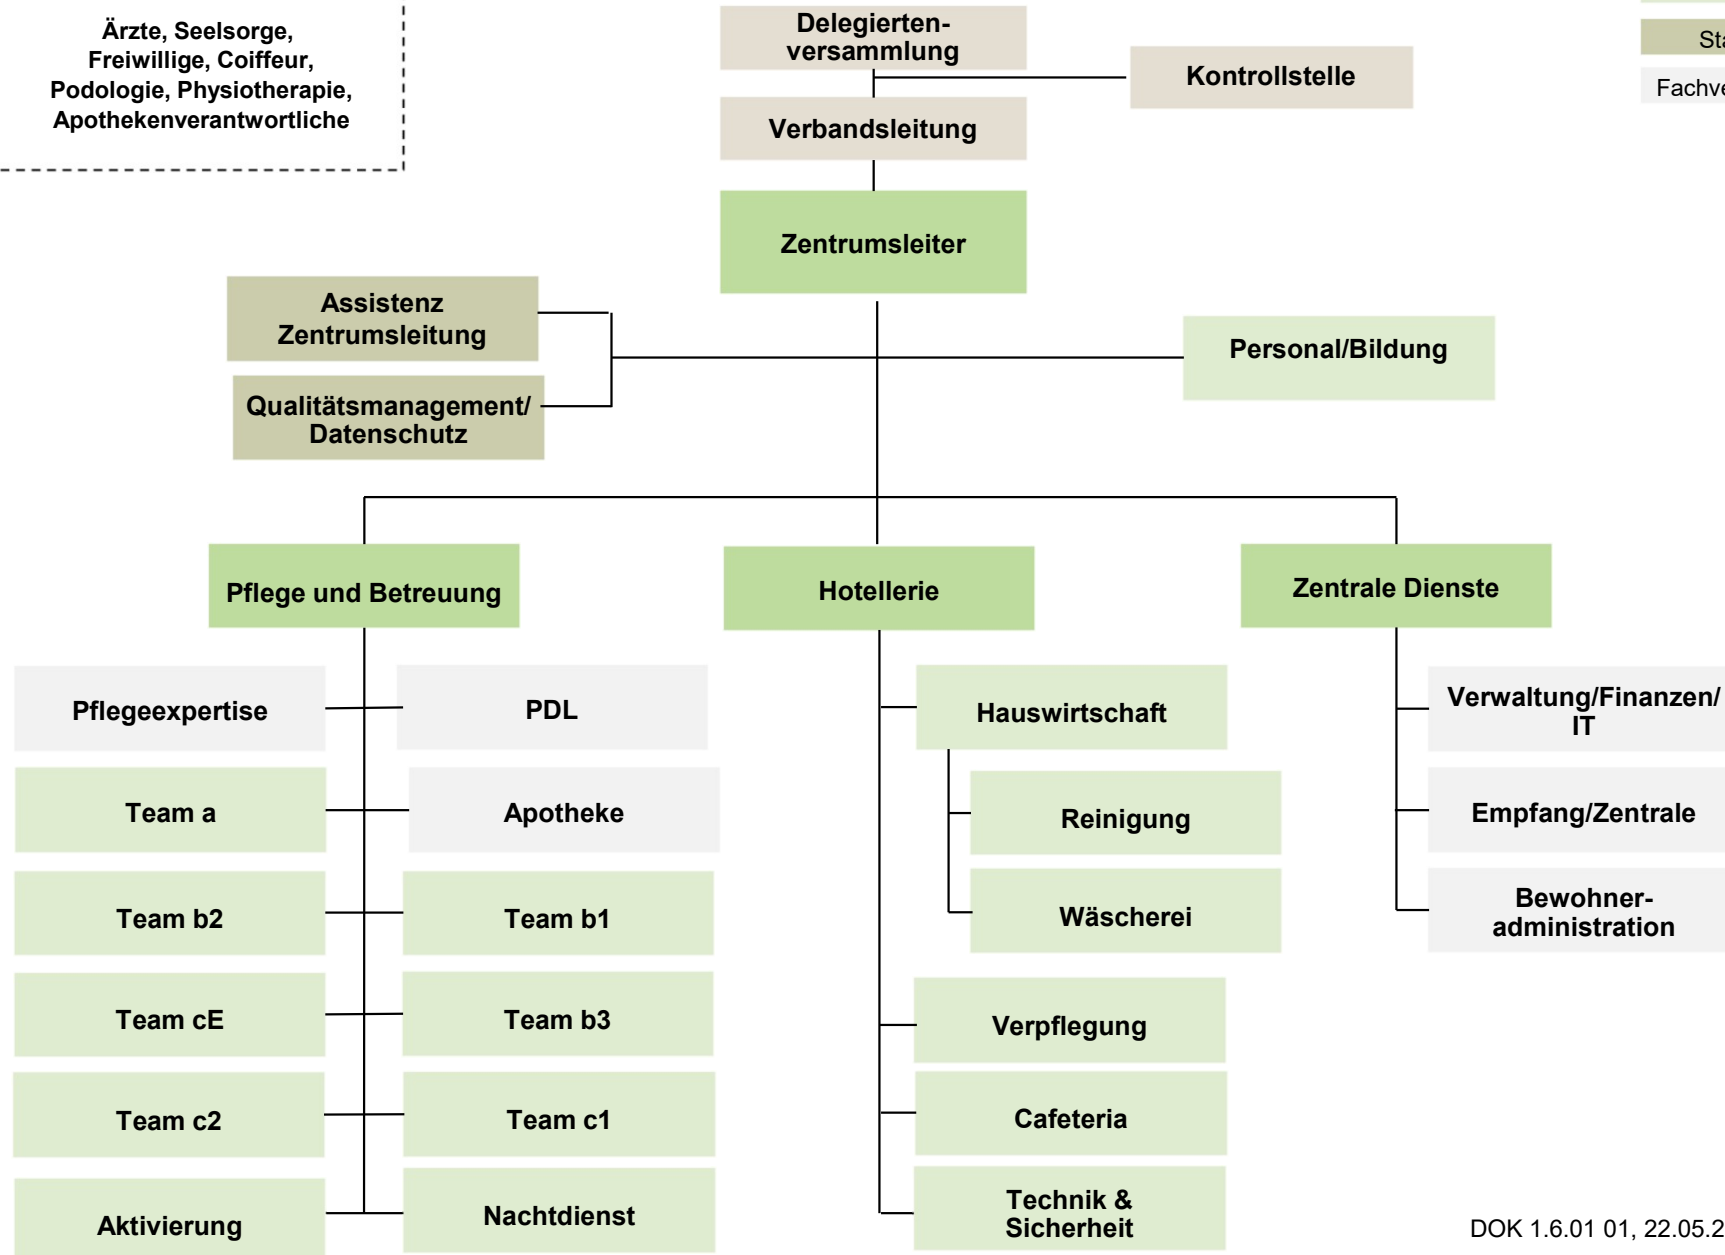 Ärzte, Seelsorge,
Freiwillige, Coiffeur,
Podologie, Physiotherapie,
Apothekenverantwortliche
Delegierten-
versammlung
Kontrollstelle
Verbandsleitung
Zentrumsleiter
Assistenz
Zentrumsleitung
Qualitätsmanagement/
Datenschutz
Personal/Bildung
Pflege und Betreuung
Hotellerie
Zentrale Dienste
Pflegeexpertise
PDL
Team a
Apotheke
Team b2
Team b1
Team cE
Team b3
Team c2
Team c1
Aktivierung
Nachtdienst
Hauswirtschaft
Reinigung
Wäscherei
Verpflegung
Cafeteria
Technik &
Sicherheit
Verwaltung/Finanzen/
IT
Empfang/Zentrale
Bewohner-
administration
DOK 1.6.01 01, 22.05.2